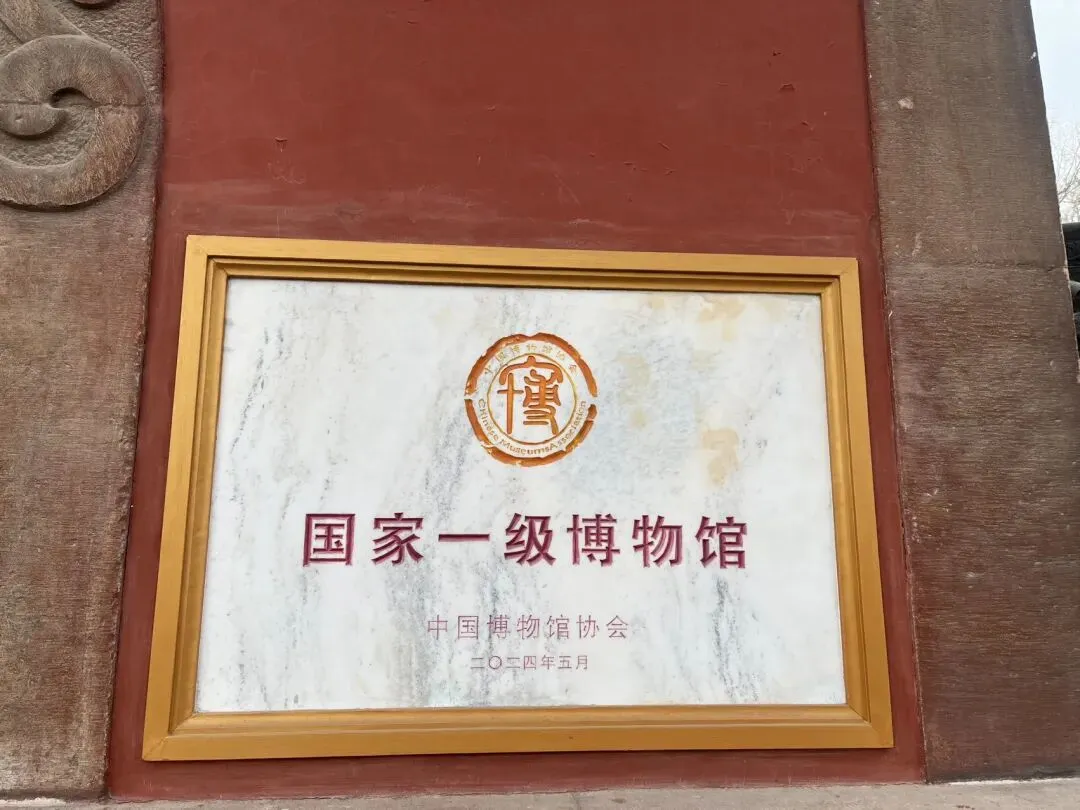 中国博物馆协会
博
Chinese Museums Association
国家一级博物馆
中国博物馆协会
二〇二四年五月